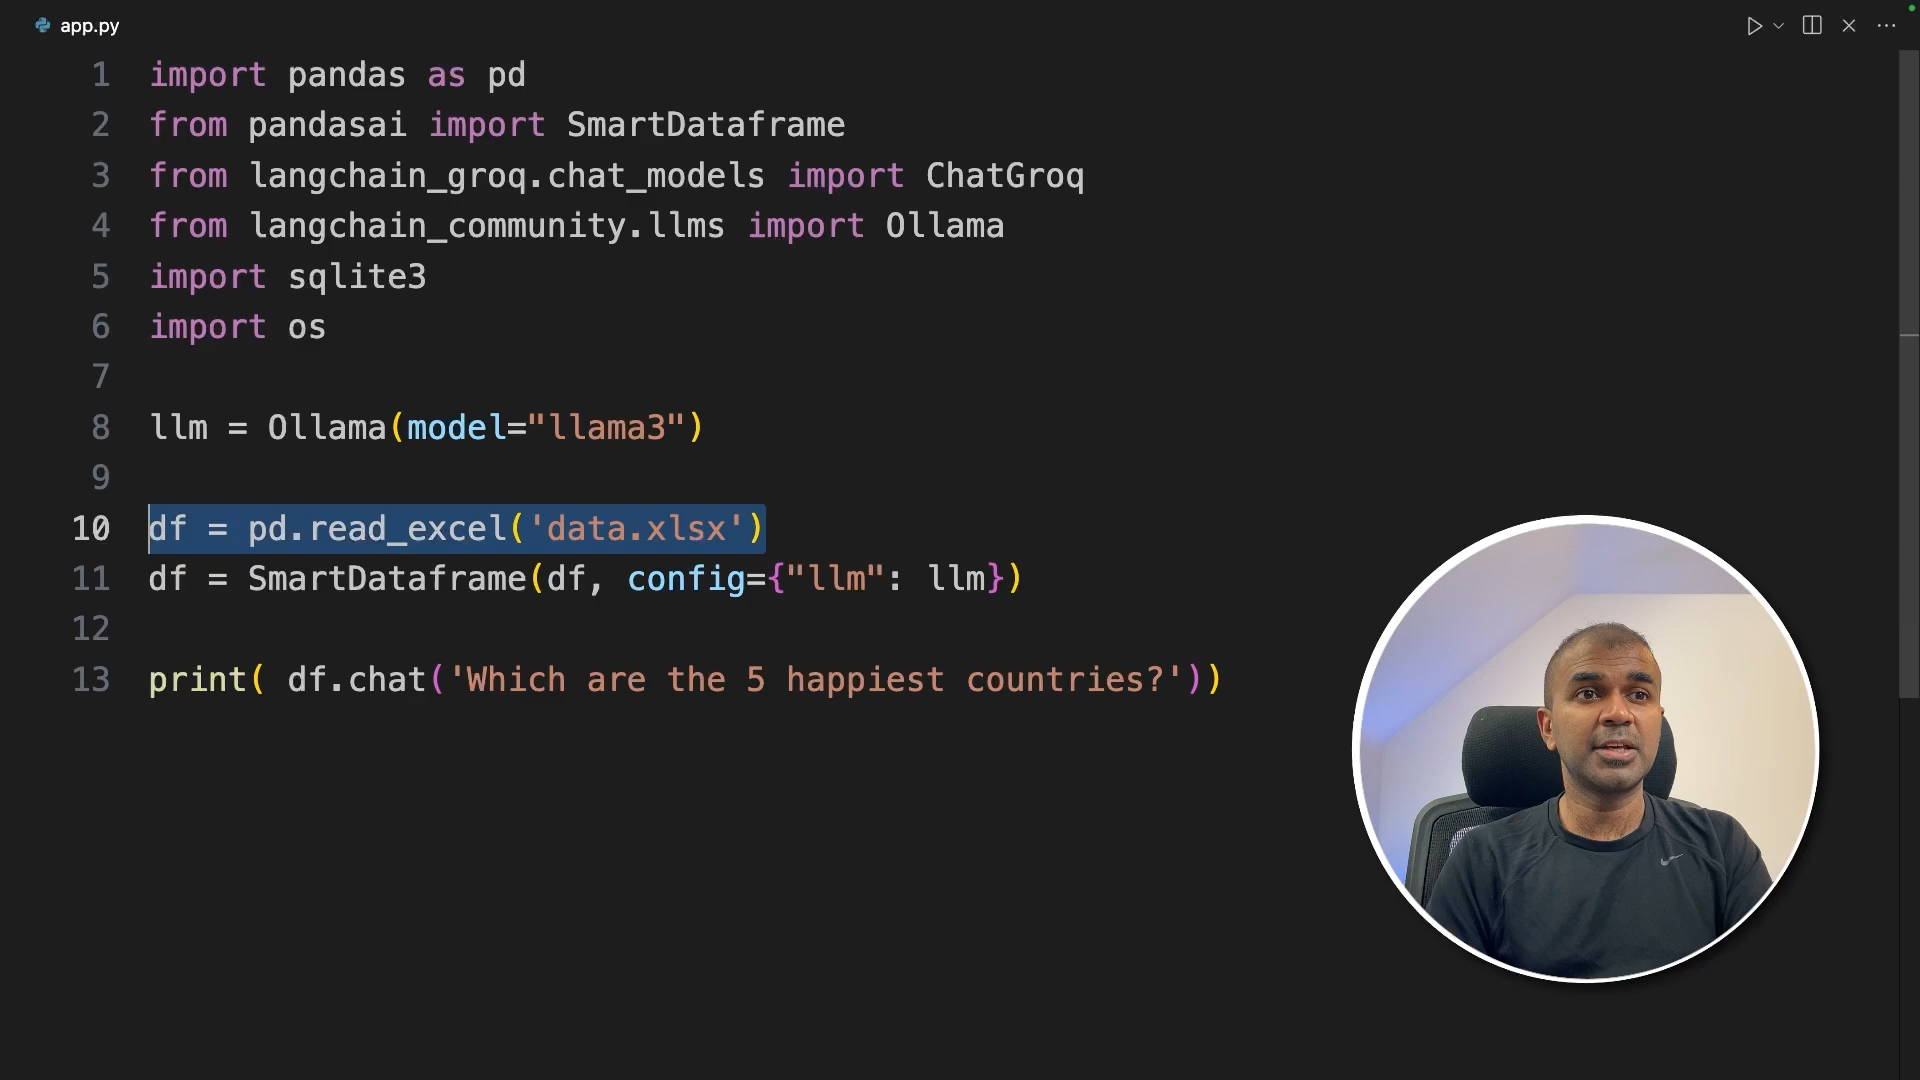 app.py
1 import pandas as pd
2 from pandasai import SmartDataframe
3 from langchain_groq.chat_models import ChatGroq
4 from langchain_community.llms import Ollama
5 import sqlite3
6 import os
7
8 llm = Ollama(model="llama3")
9
10 df = pd.read_excel('data.xlsx')
11 df = SmartDataframe(df, config={"llm": llm})
12
13 print( df.chat('Which are the 5 happiest countries?'))